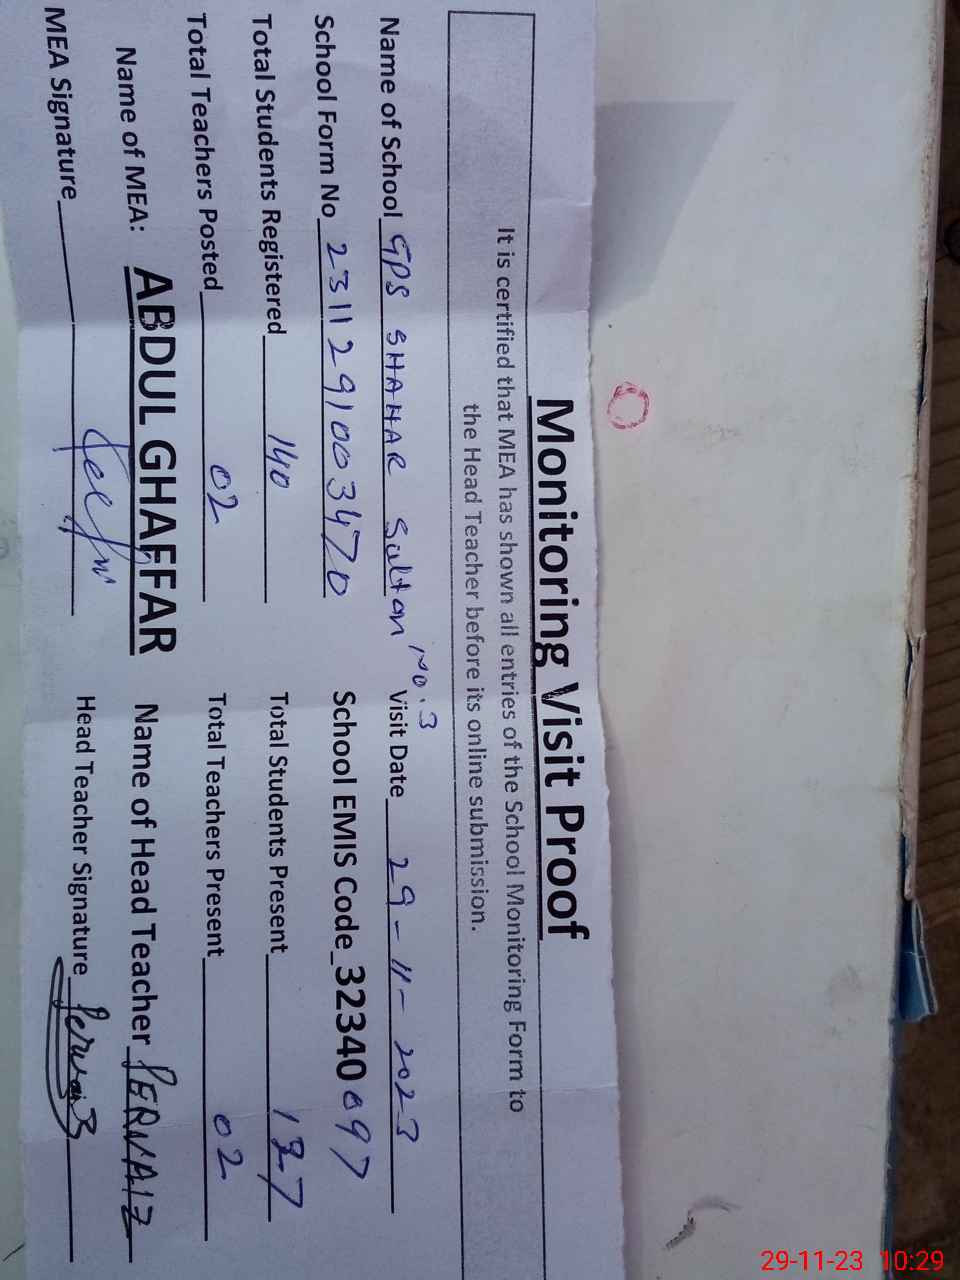 Monitoring Visit Proof
It is certified that MEA has shown all entries of the School Monitoring Form to
the Head Teacher before its online submission.
Name of School GPS SHAHAR Sultan No.3 Visit Date 29-11-2023
School Form No 2311291003470 School EMIS Code 32340097
Total Students Registered 140 Total Students Present 127
Total Teachers Posted 02 Total Teachers Present 02
Name of MEA: ABDUL GHAFFAR Name of Head Teacher PERVAIZ
MEA Signature Head Teacher Signature Pervaiz
29-11-23 10:29